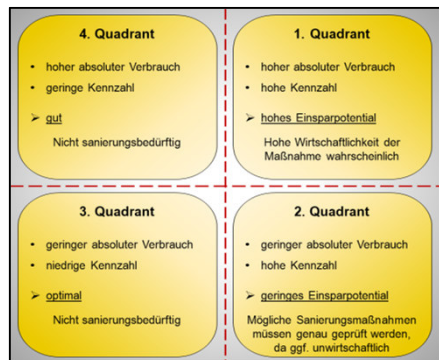 4. Quadrant
• hoher absoluter Verbrauch
• geringe Kennzahl
➢ gut
Nicht sanierungsbedürftig
1. Quadrant
• hoher absoluter Verbrauch
• hohe Kennzahl
➢ hohes Einsparpotential
Hohe Wirtschaftlichkeit der
Maßnahme wahrscheinlich
3. Quadrant
• geringer absoluter Verbrauch
• niedrige Kennzahl
➢ optimal
Nicht sanierungsbedürftig
2. Quadrant
• geringer absoluter Verbrauch
• hohe Kennzahl
➢ geringes Einsparpotential
Mögliche Sanierungsmaßnahmen
müssen genau geprüft werden,
da ggf. unwirtschaftlich